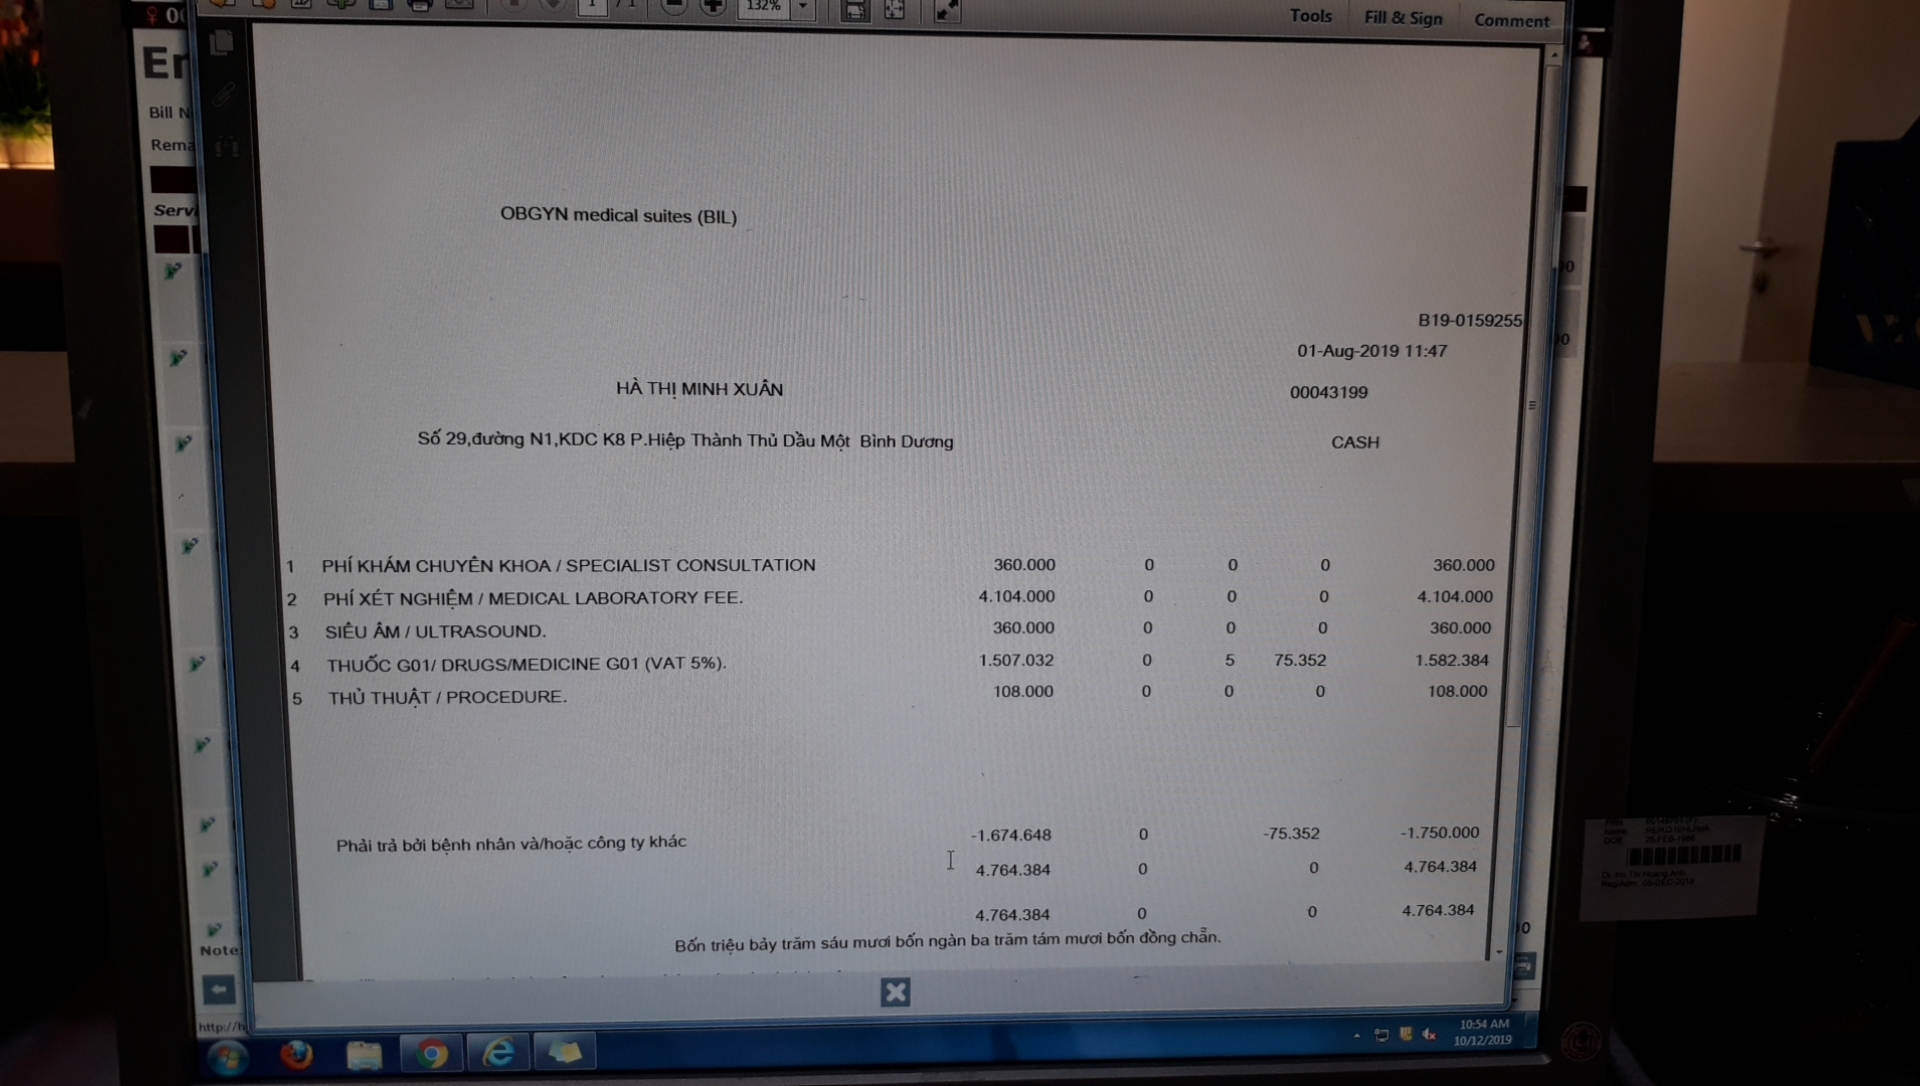 1 / 1
132%
Tools
Fill & Sign
Comment
Bill N
Rema
Servi
OBGYN medical suites (BIL)
B19-0159255
01-Aug-2019 11:47
HÀ THỊ MINH XUÂN 00043199
Số 29,đường N1,KDC K8 P.Hiệp Thành Thủ Dầu Một Bình Dương CASH
1 PHÍ KHÁM CHUYÊN KHOA / SPECIALIST CONSULTATION 360.000 0 0 0 360.000
2 PHÍ XÉT NGHIỆM / MEDICAL LABORATORY FEE. 4.104.000 0 0 0 4.104.000
3 SIÊU ÂM / ULTRASOUND. 360.000 0 0 0 360.000
4 THUỐC G01/ DRUGS/MEDICINE G01 (VAT 5%). 1.507.032 0 5 75.352 1.582.384
5 THỦ THUẬT / PROCEDURE. 108.000 0 0 0 108.000
-1.674.648 0 -75.352 -1.750.000
Phải trả bởi bệnh nhân và/hoặc công ty khác 4.764.384 0 0 4.764.384
4.764.384 0 0 4.764.384
Bốn triệu bảy trăm sáu mươi bốn ngàn ba trăm tám mươi bốn đồng chẵn.
Note:
http://h
10:54 AM
10/12/2019